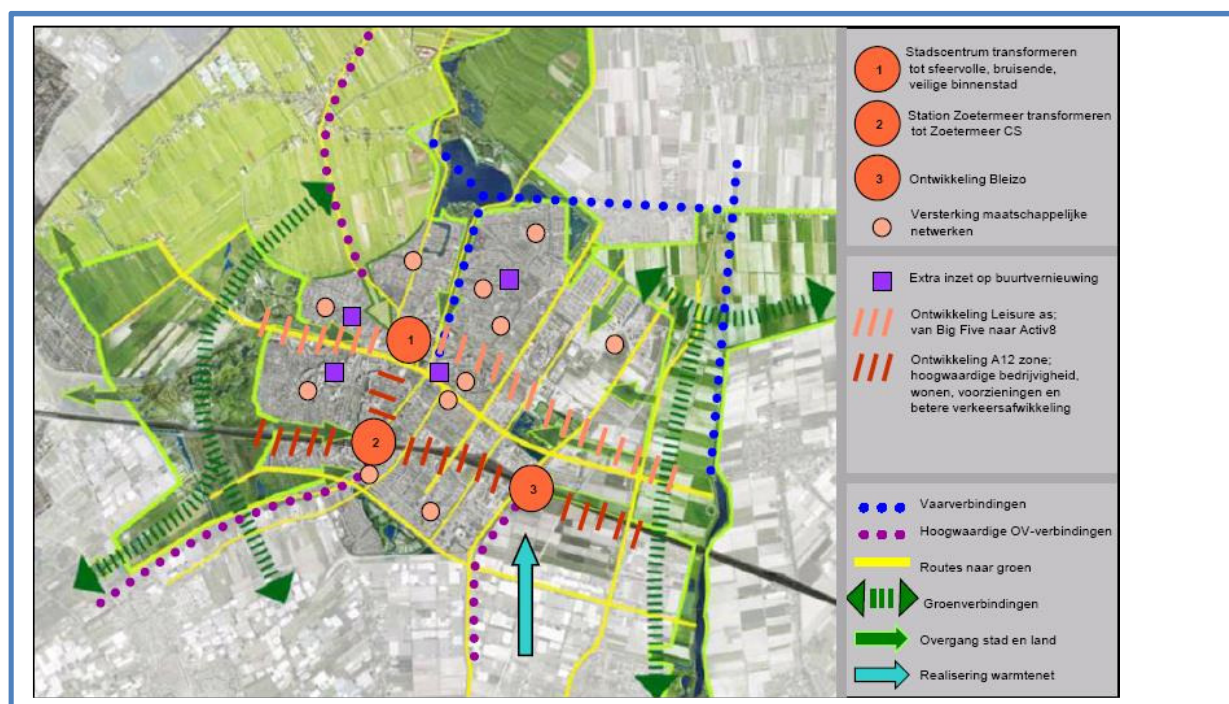 1
Stadscentrum transformeren
tot sfeervolle, bruisende,
veilige binnenstad
2
Station Zoetermeer transformeren
tot Zoetermeer CS
3
Ontwikkeling Bleizo
Versterking maatschappelijke
netwerken
Extra inzet op buurtvernieuwing
Ontwikkeling Leisure as;
van Big Five naar Activ8
Ontwikkeling A12 zone;
hoogwaardige bedrijvigheid,
wonen, voorzieningen en
betere verkeersafwikkeling
Vaarverbindingen
Hoogwaardige OV-verbindingen
Routes naar groen
Groenverbindingen
Overgang stad en land
Realisering warmtenet
1
2
3